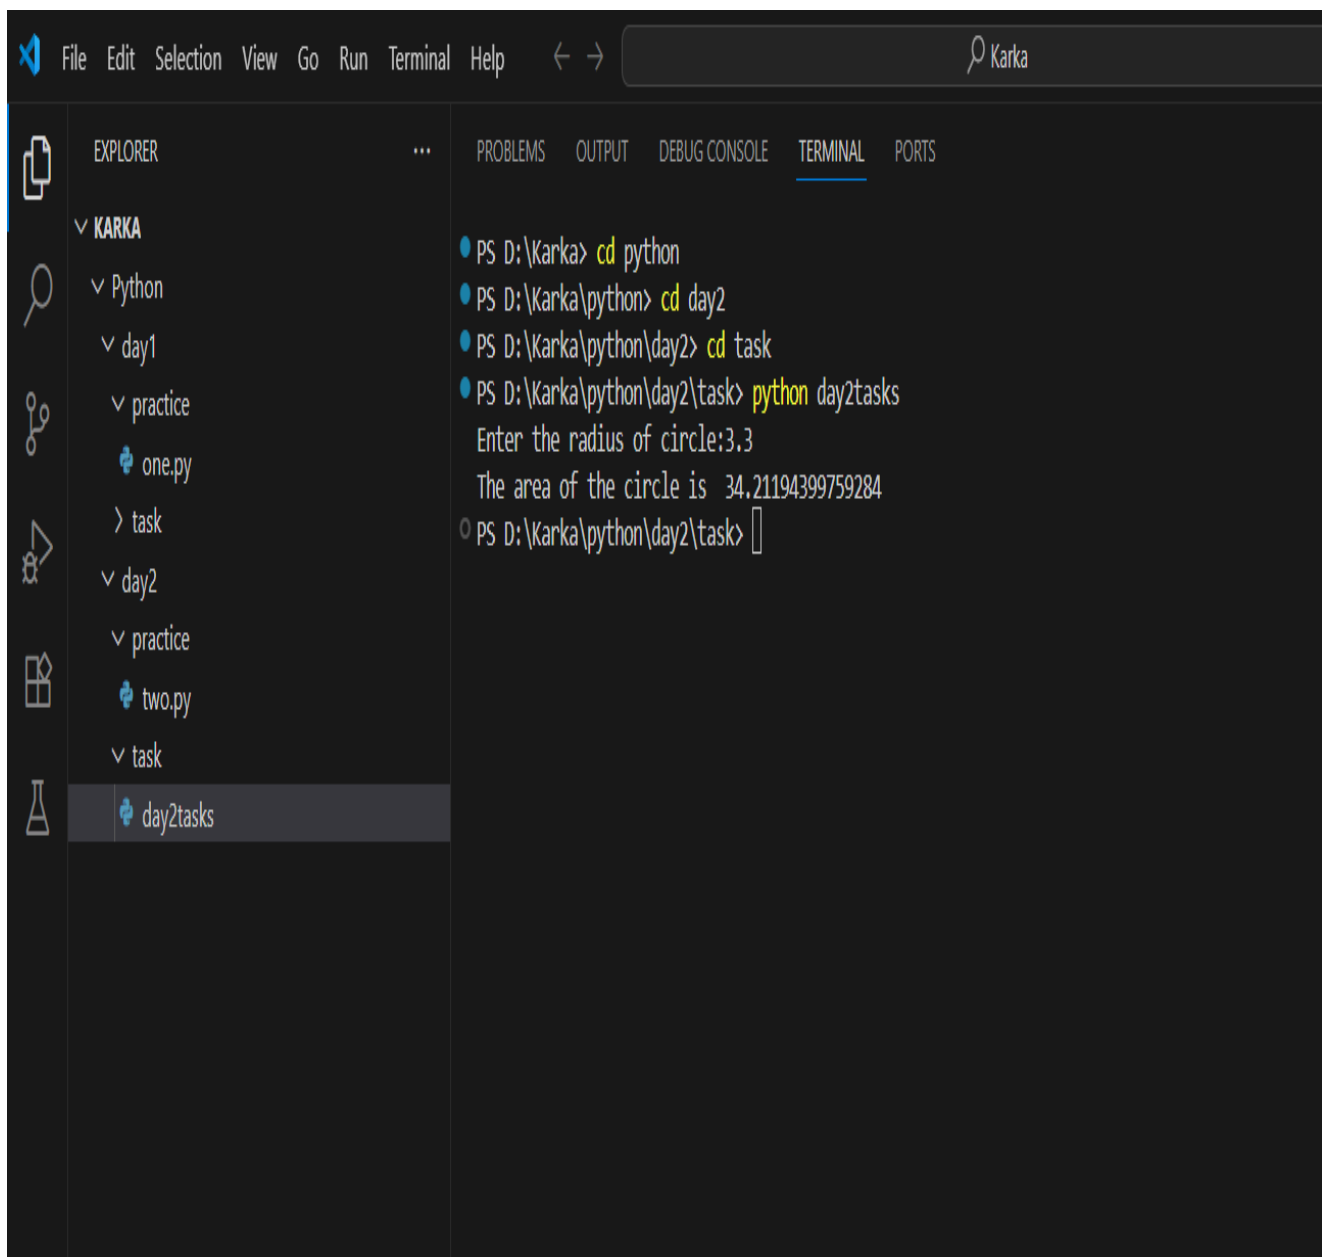 File Edit Selection View Go Run Terminal Help Karka
EXPLORER
KARKA
Python
day1
practice
one.py
task
day2
practice
two.py
task
day2tasks
PROBLEMS OUTPUT DEBUG CONSOLE TERMINAL PORTS
PS D:\Karka> cd python
PS D:\Karka\python> cd day2
PS D:\Karka\python\day2> cd task
PS D:\Karka\python\day2\task> python day2tasks
Enter the radius of circle:3.3
The area of the circle is  34.21194399759284
PS D:\Karka\python\day2\task>